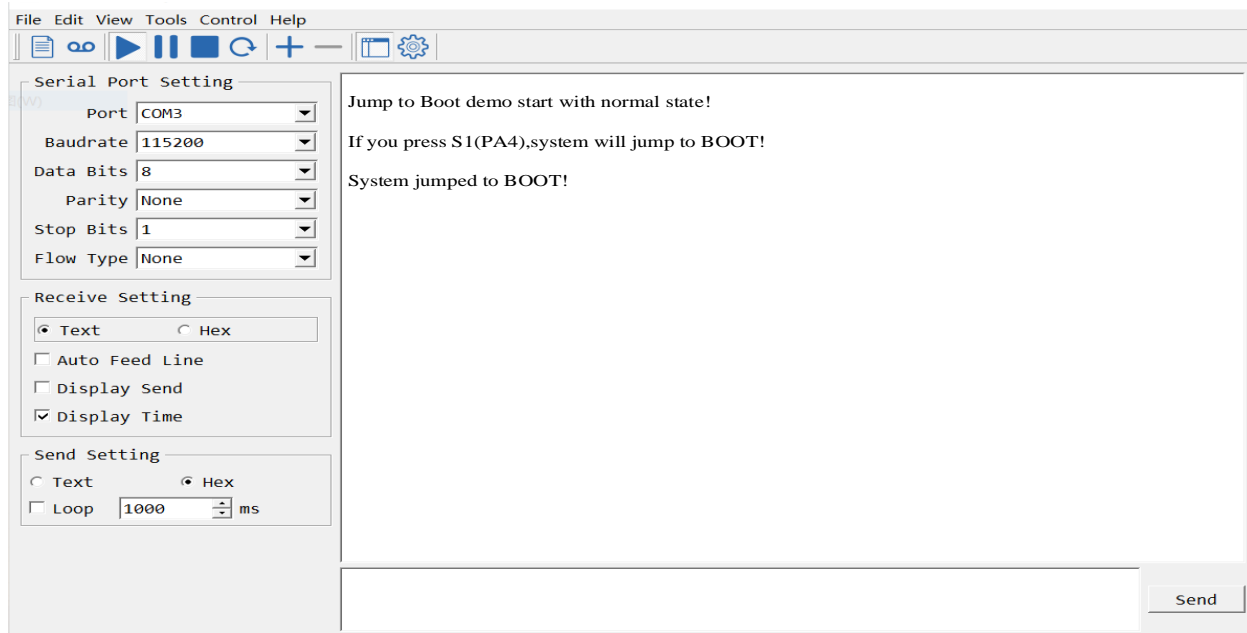 File Edit View Tools Control Help
Serial Port Setting
Port COM3
Baudrate 115200
Data Bits 8
Parity None
Stop Bits 1
Flow Type None
Receive Setting
Text Hex
Auto Feed Line
Display Send
Display Time
Send Setting
Text Hex
Loop 1000 ms
Jump to Boot demo start with normal state!
If you press S1(PA4),system will jump to BOOT!
System jumped to BOOT!
Send